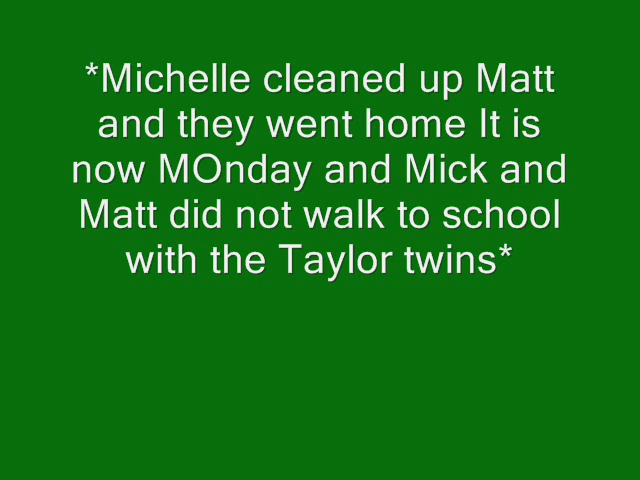 *Michelle cleaned up Matt
and they went home It is
now MOnday and Mick and
Matt did not walk to school
with the Taylor twins*